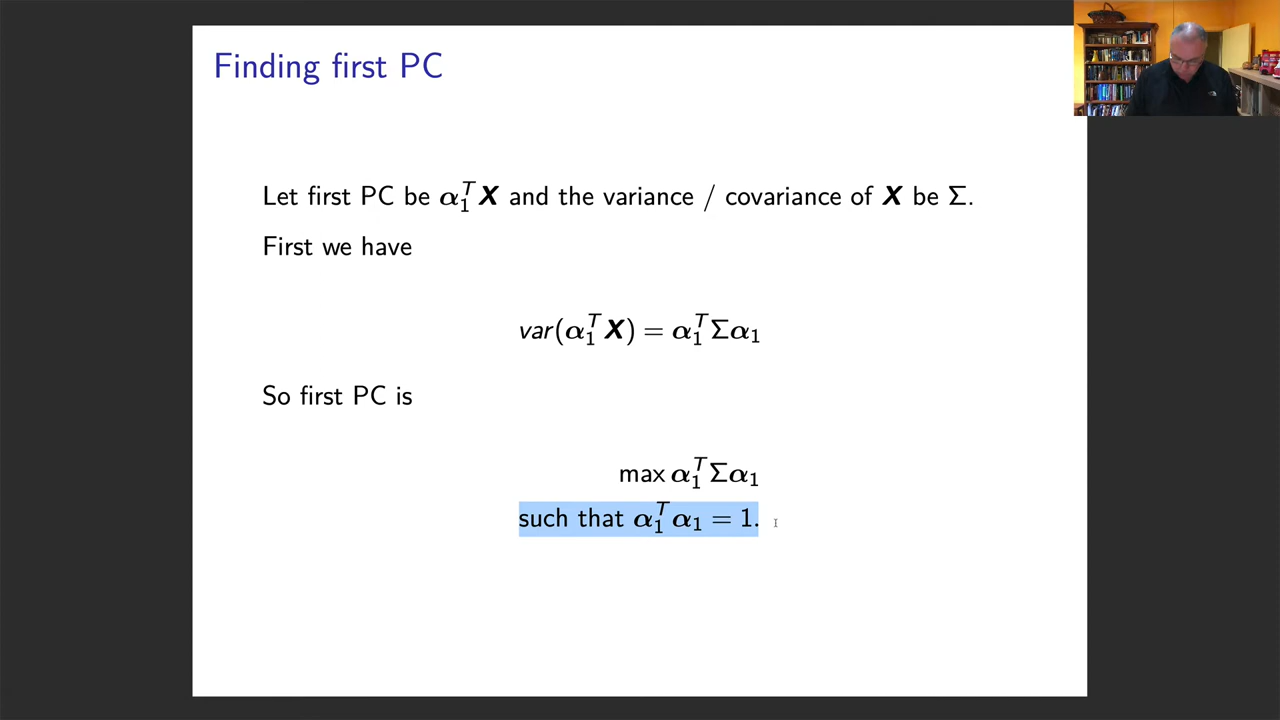 Finding first PC
Let first PC be α₁ᵀX and the variance / covariance of X be Σ.
First we have
var(α₁ᵀX) = α₁ᵀΣα₁
So first PC is
max α₁ᵀΣα₁
such that α₁ᵀα₁ = 1.